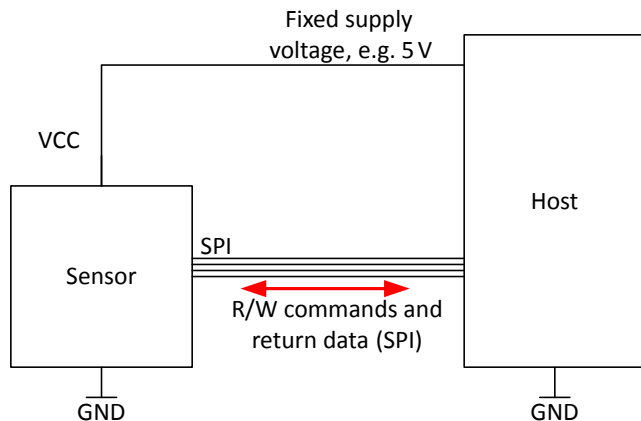 Fixed supply
voltage, e.g. 5 V
VCC
Host
SPI
Sensor
R/W commands and
return data (SPI)
GND
GND